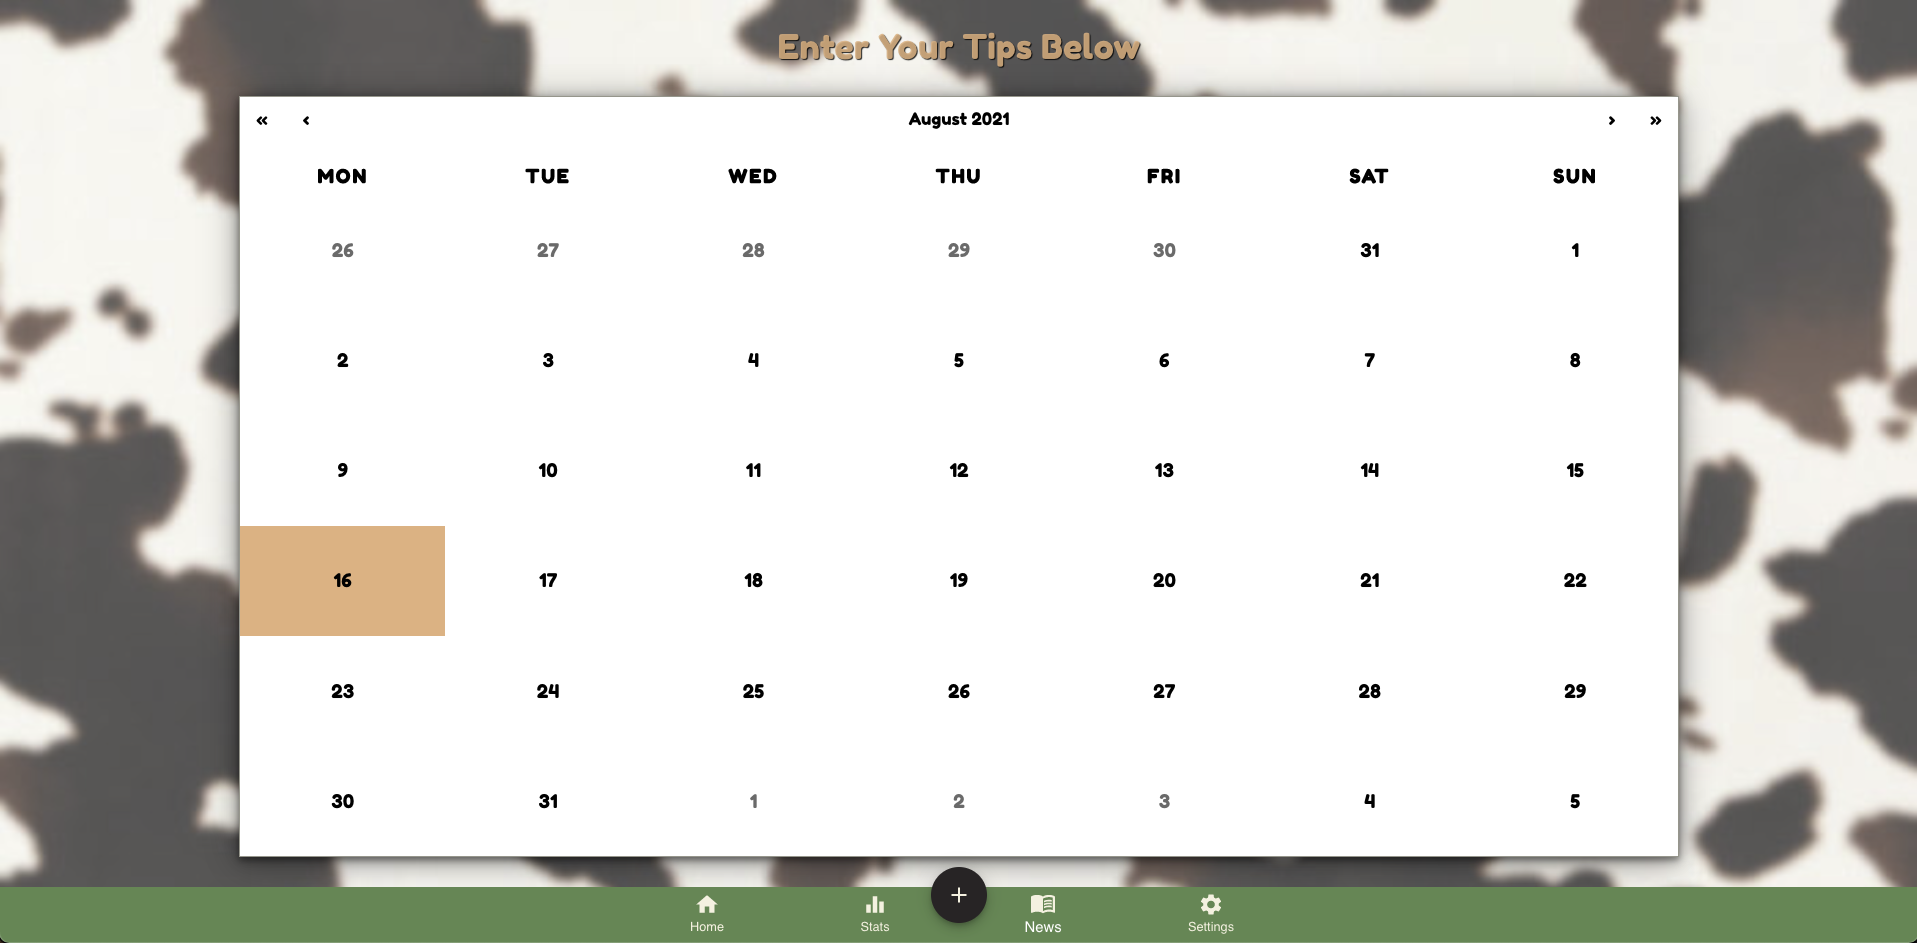 Enter Your Tips Below
« ‹ August 2021 › »
MON TUE WED THU FRI SAT SUN
26 27 28 29 30 31 1
2 3 4 5 6 7 8
9 10 11 12 13 14 15
16 17 18 19 20 21 22
23 24 25 26 27 28 29
30 31 1 2 3 4 5
+
Home Stats News Settings